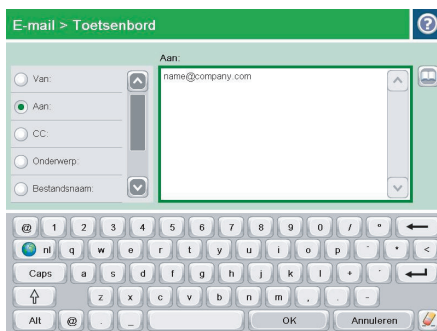 E-mail > Toetsenbord
?
Aan:
Van:
name@company.com
Aan:
CC:
Onderwerp:
Bestandsnaam:
@ 1 2 3 4 5 6 7 8 9 0 / °
nl q w e r t y u i o p ¨ * <
Caps a s d f g h j k l + ´
z x c v b n m , . -
Alt @ . _ OK Annuleren